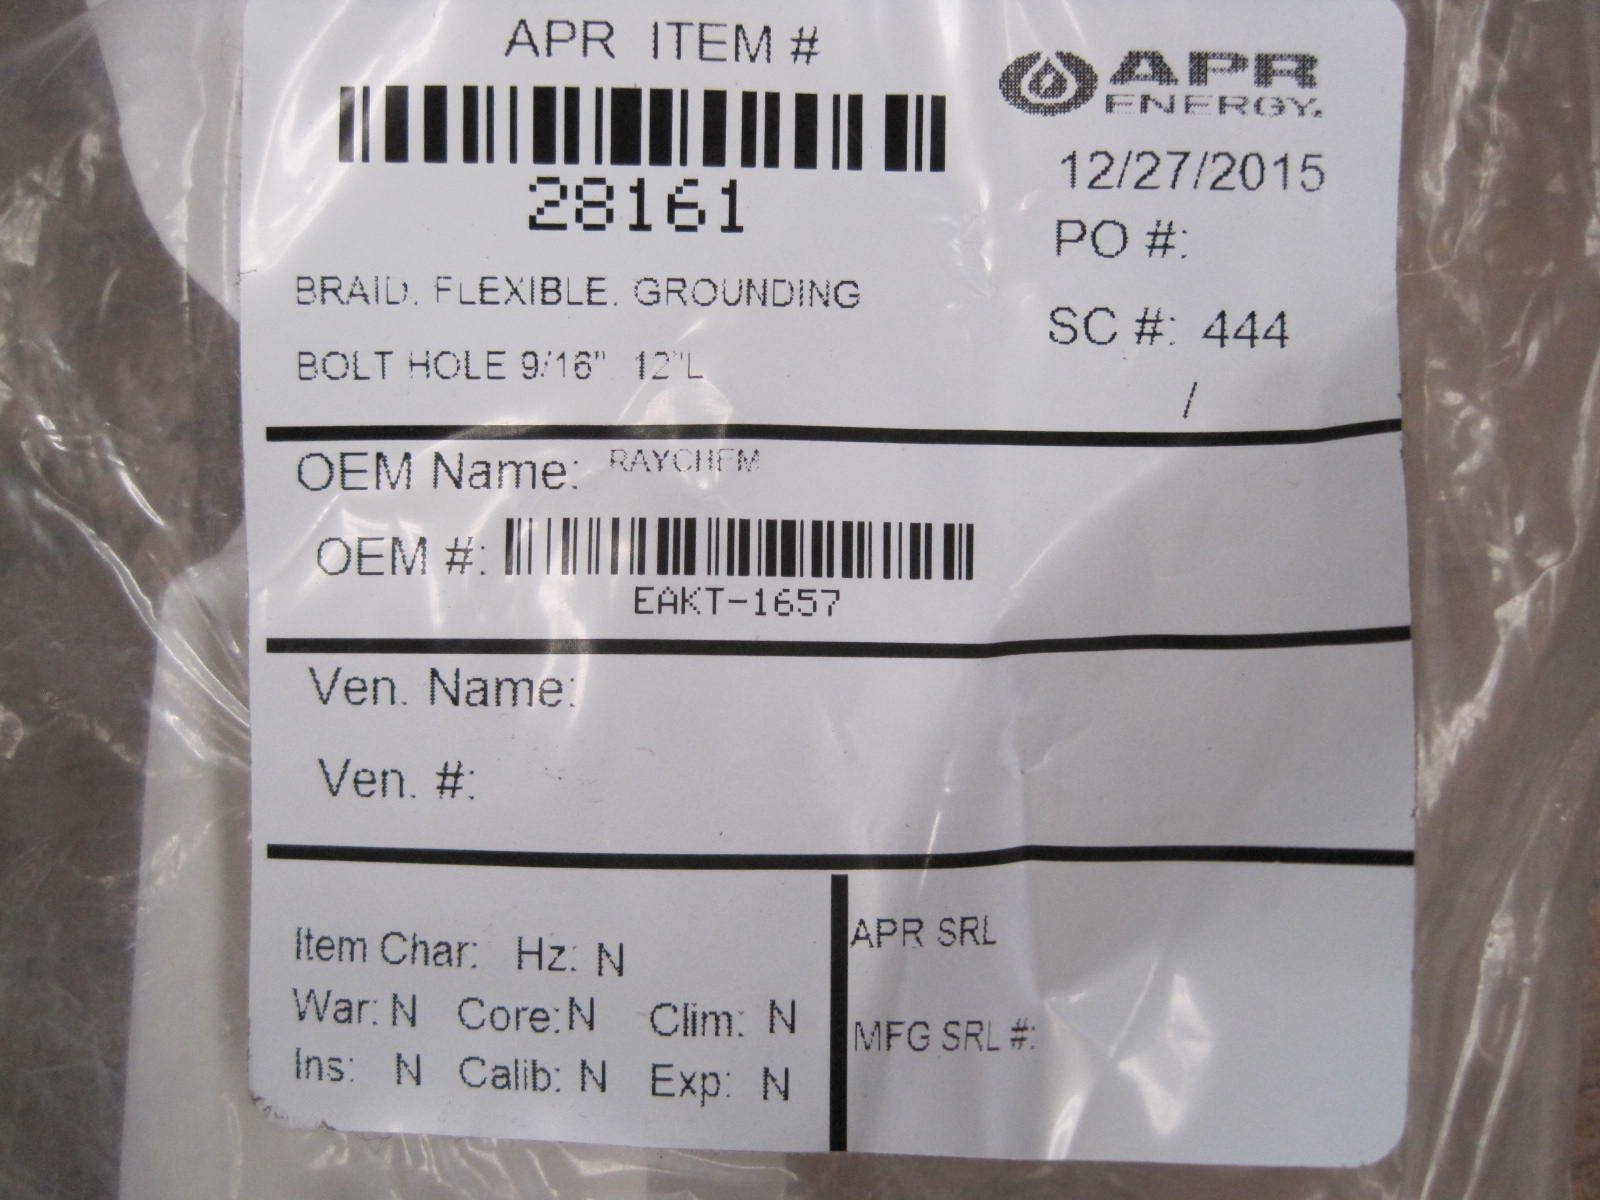 APR ITEM #
28161
BRAID, FLEXIBLE, GROUNDING
BOLT HOLE 9/16" 12"L
APR
ENERGY.
12/27/2015
PO #:
SC #: 444
/
OEM Name: RAYCHEM
OEM #:
EAKT-1657
Ven. Name:
Ven. #:
Item Char: Hz: N
War: N Core: N Clim: N
Ins: N Calib: N Exp: N
APR SRL
MFG SRL #: